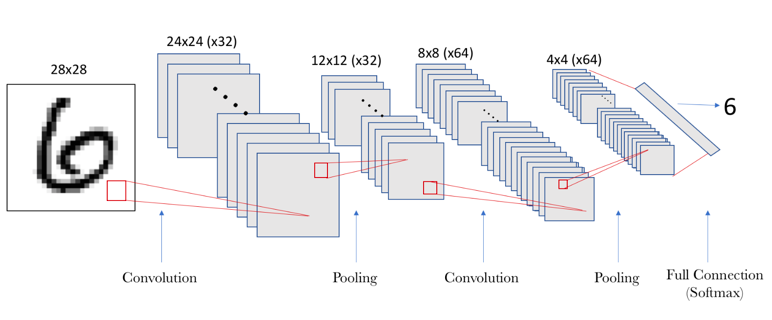 28x28
24x24 (x32)
12x12 (x32)
8x8 (x64)
4x4 (x64)
6
Convolution
Pooling
Convolution
Pooling
Full Connection
(Softmax)